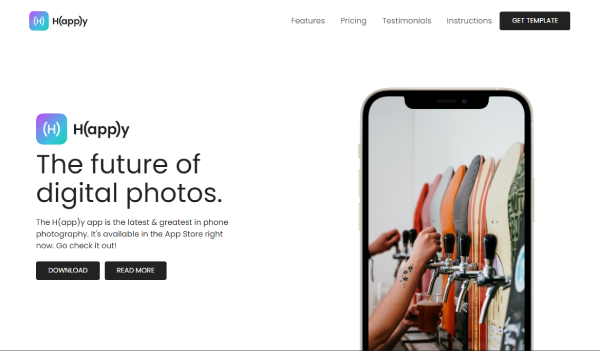 (H) H(app)y
Features Pricing Testimonials Instructions GET TEMPLATE
(H) H(app)y
The future of
digital photos.
The H(app)y app is the latest & greatest in phone
photography. It's available in the App Store right
now. Go check it out!
DOWNLOAD READ MORE